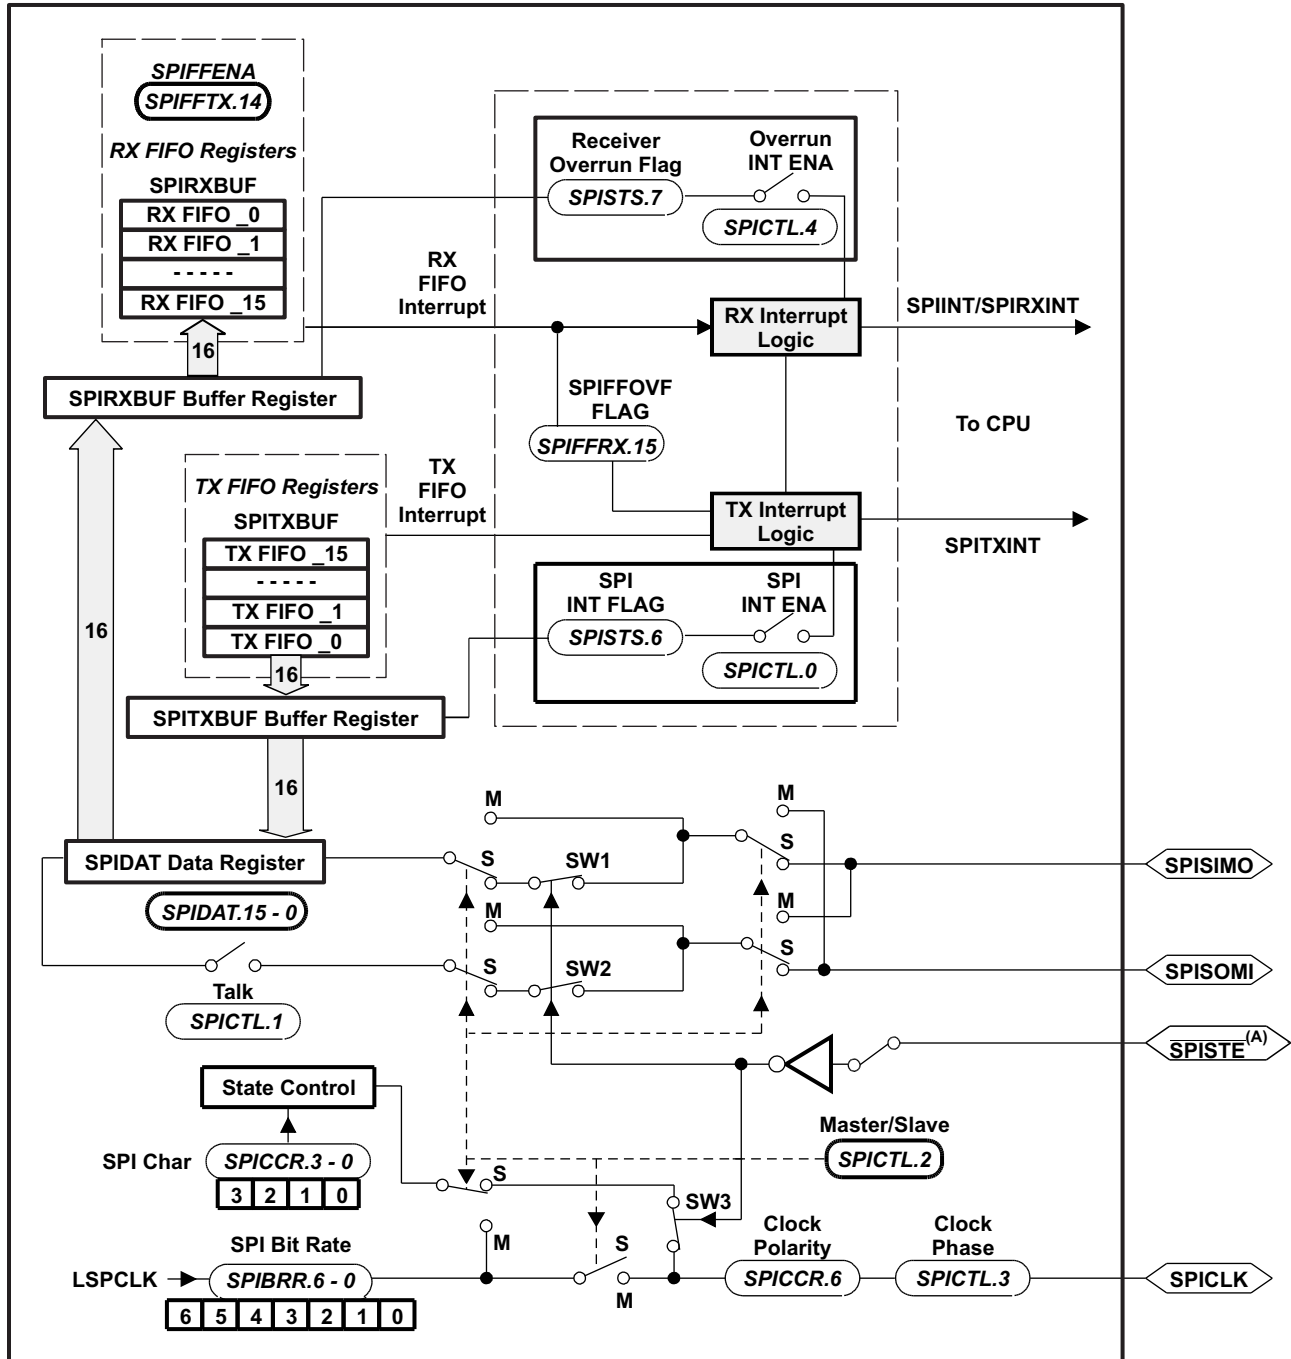 SPIFFENA
SPIFFTX.14
RX FIFO Registers
SPIRXBUF
RX FIFO _0
RX FIFO _1
- - - - -
RX FIFO _15
16
SPIRXBUF Buffer Register
Receiver
Overrun Flag
SPISTS.7
Overrun
INT ENA
SPICTL.4
RX
FIFO
Interrupt
RX Interrupt
Logic
SPIINT/SPIRXINT
SPIFFOVF
FLAG
SPIFFRX.15
To CPU
TX FIFO Registers
SPITXBUF
TX FIFO _15
- - - - -
TX FIFO _1
TX FIFO _0
16
TX
FIFO
Interrupt
TX Interrupt
Logic
SPITXINT
SPI
INT FLAG
SPISTS.6
SPI
INT ENA
SPICTL.0
16
SPITXBUF Buffer Register
16
SPIDAT Data Register
SPIDAT.15 - 0
M
S
SW1
M
S
SPISIMO
M
S
SW2
M
S
SPISOMI
Talk
SPICTL.1
SPISTE(A)
State Control
Master/Slave
SPICTL.2
SPI Char
SPICCR.3 - 0
3 2 1 0
S
M
SW3
S
M
SPI Bit Rate
LSPCLK
SPIBRR.6 - 0
6 5 4 3 2 1 0
Clock
Polarity
SPICCR.6
Clock
Phase
SPICTL.3
SPICLK